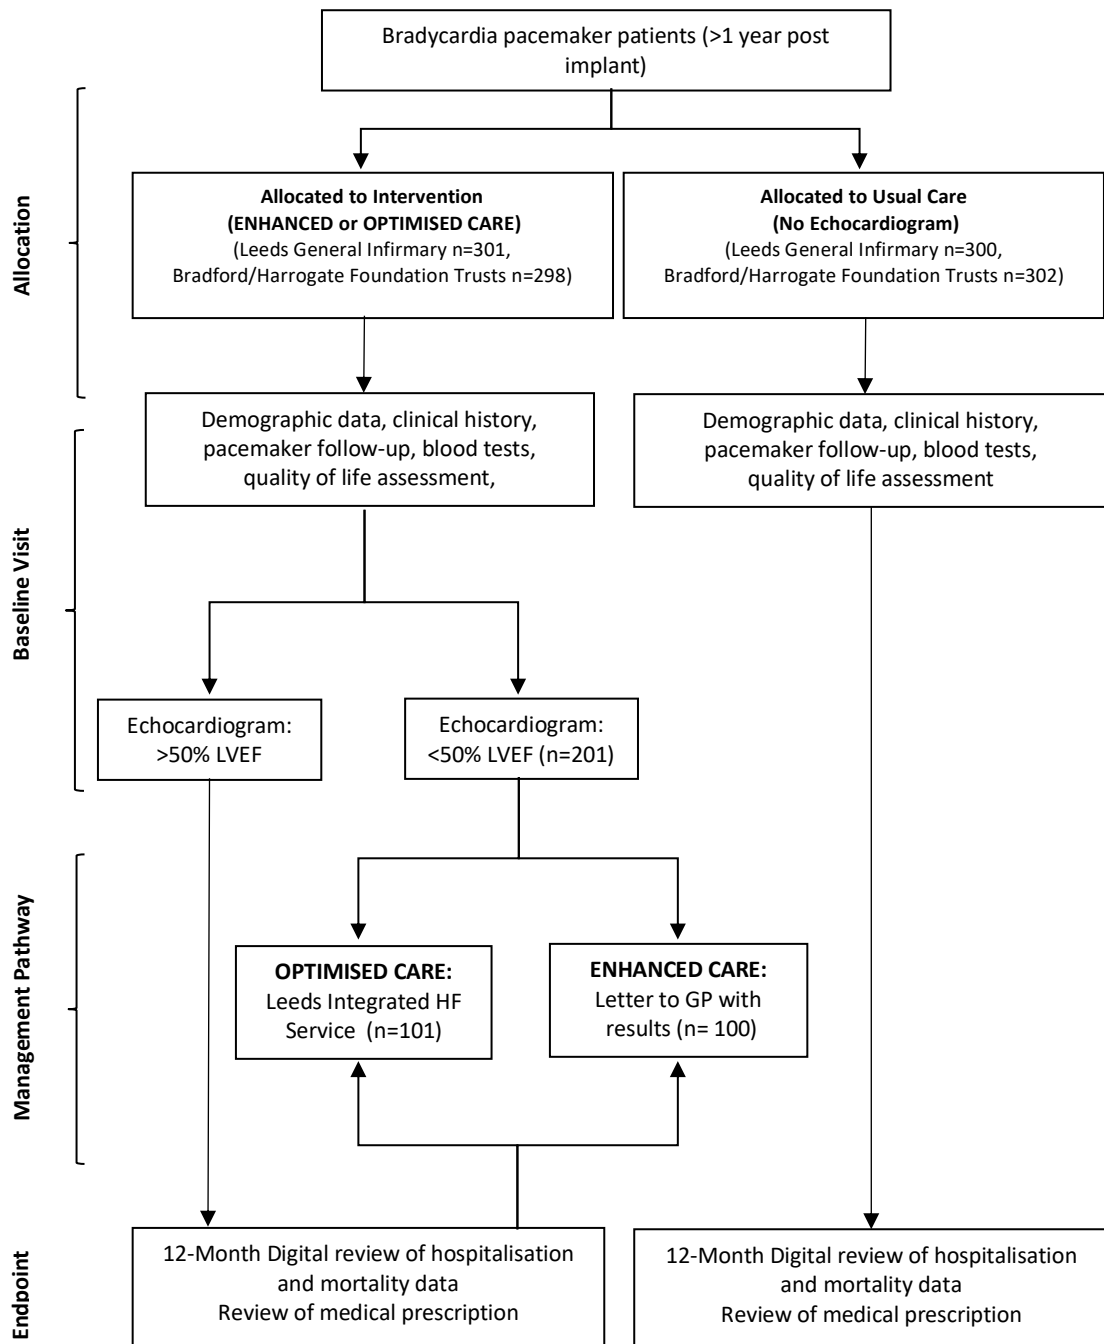 Bradycardia pacemaker patients (>1 year post
implant)
Allocation
Allocated to Intervention
(ENHANCED or OPTIMISED CARE)
(Leeds General Infirmary n=301,
Bradford/Harrogate Foundation Trusts n=298)
Allocated to Usual Care
(No Echocardiogram)
(Leeds General Infirmary n=300,
Bradford/Harrogate Foundation Trusts n=302)
Baseline Visit
Demographic data, clinical history,
pacemaker follow-up, blood tests,
quality of life assessment,
Demographic data, clinical history,
pacemaker follow-up, blood tests,
quality of life assessment
Echocardiogram:
>50% LVEF
Echocardiogram:
<50% LVEF (n=201)
Management Pathway
OPTIMISED CARE:
Leeds Integrated HF
Service (n=101)
ENHANCED CARE:
Letter to GP with
results (n= 100)
Endpoint
12-Month Digital review of hospitalisation
and mortality data
Review of medical prescription
12-Month Digital review of hospitalisation
and mortality data
Review of medical prescription